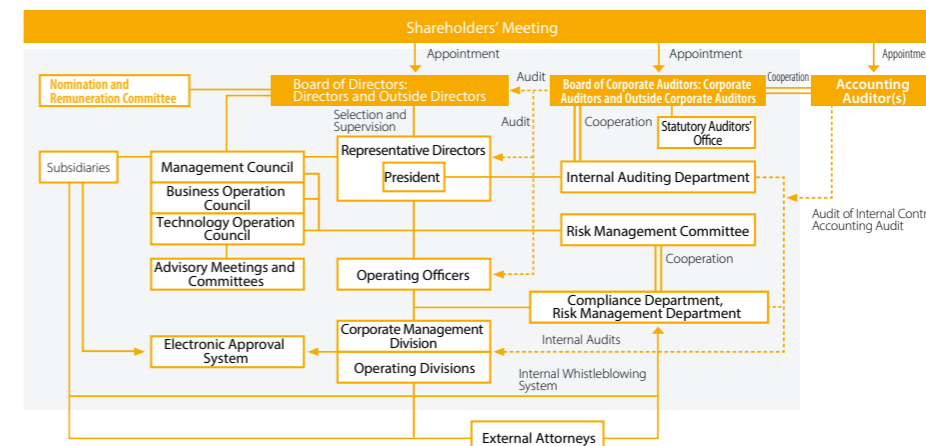 Shareholders' Meeting
Appointment
Appointment
Nomination and
Remuneration Committee
Board of Directors:
Directors and Outside Directors
Audit
Board of Corporate Auditors: Corporate
Auditors and Outside Corporate Auditors
Cooperation
Accounting
Auditor(s)
Selection and
Supervision
Audit
Cooperation
Statutory Auditors'
Office
Subsidiaries
Management Council
Representative Directors
President
Internal Auditing Department
Business Operation
Council
Technology Operation
Council
Risk Management Committee
Audit of Internal
Accounting Audit
Advisory Meetings and
Committees
Operating Officers
Cooperation
Compliance Department,
Risk Management Department
Electronic Approval
System
Corporate Management
Division
Operating Divisions
Internal Audits
Internal Whistleblowing
System
External Attorneys